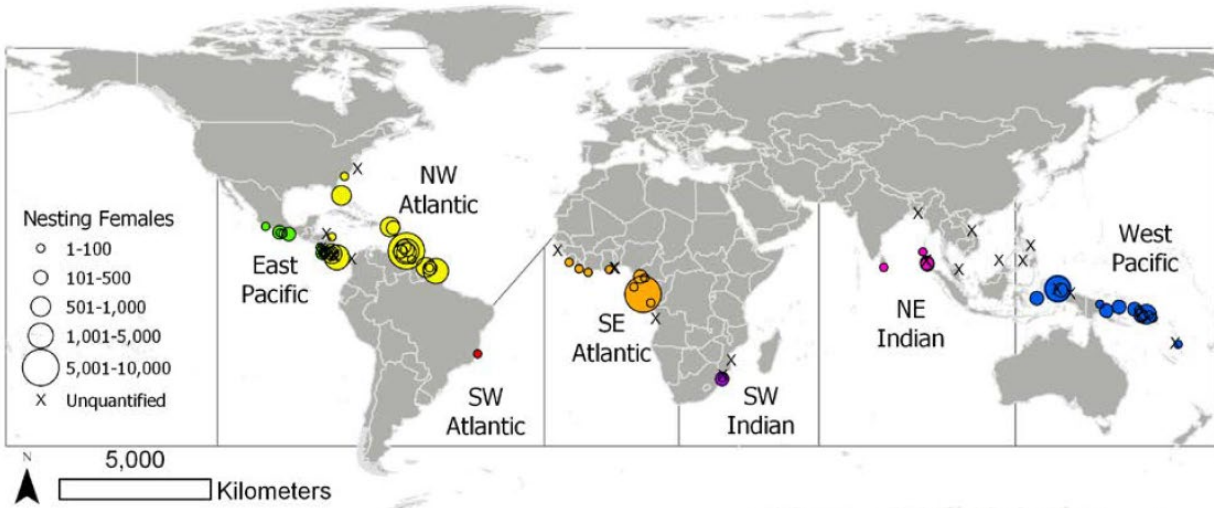 NW
Atlantic
Nesting Females
1-100
101-500
501-1,000
1,001-5,000
5,001-10,000
X Unquantified
East
Pacific
SW
Atlantic
SE
Atlantic
SW
Indian
NE
Indian
West
Pacific
N
5,000
Kilometers